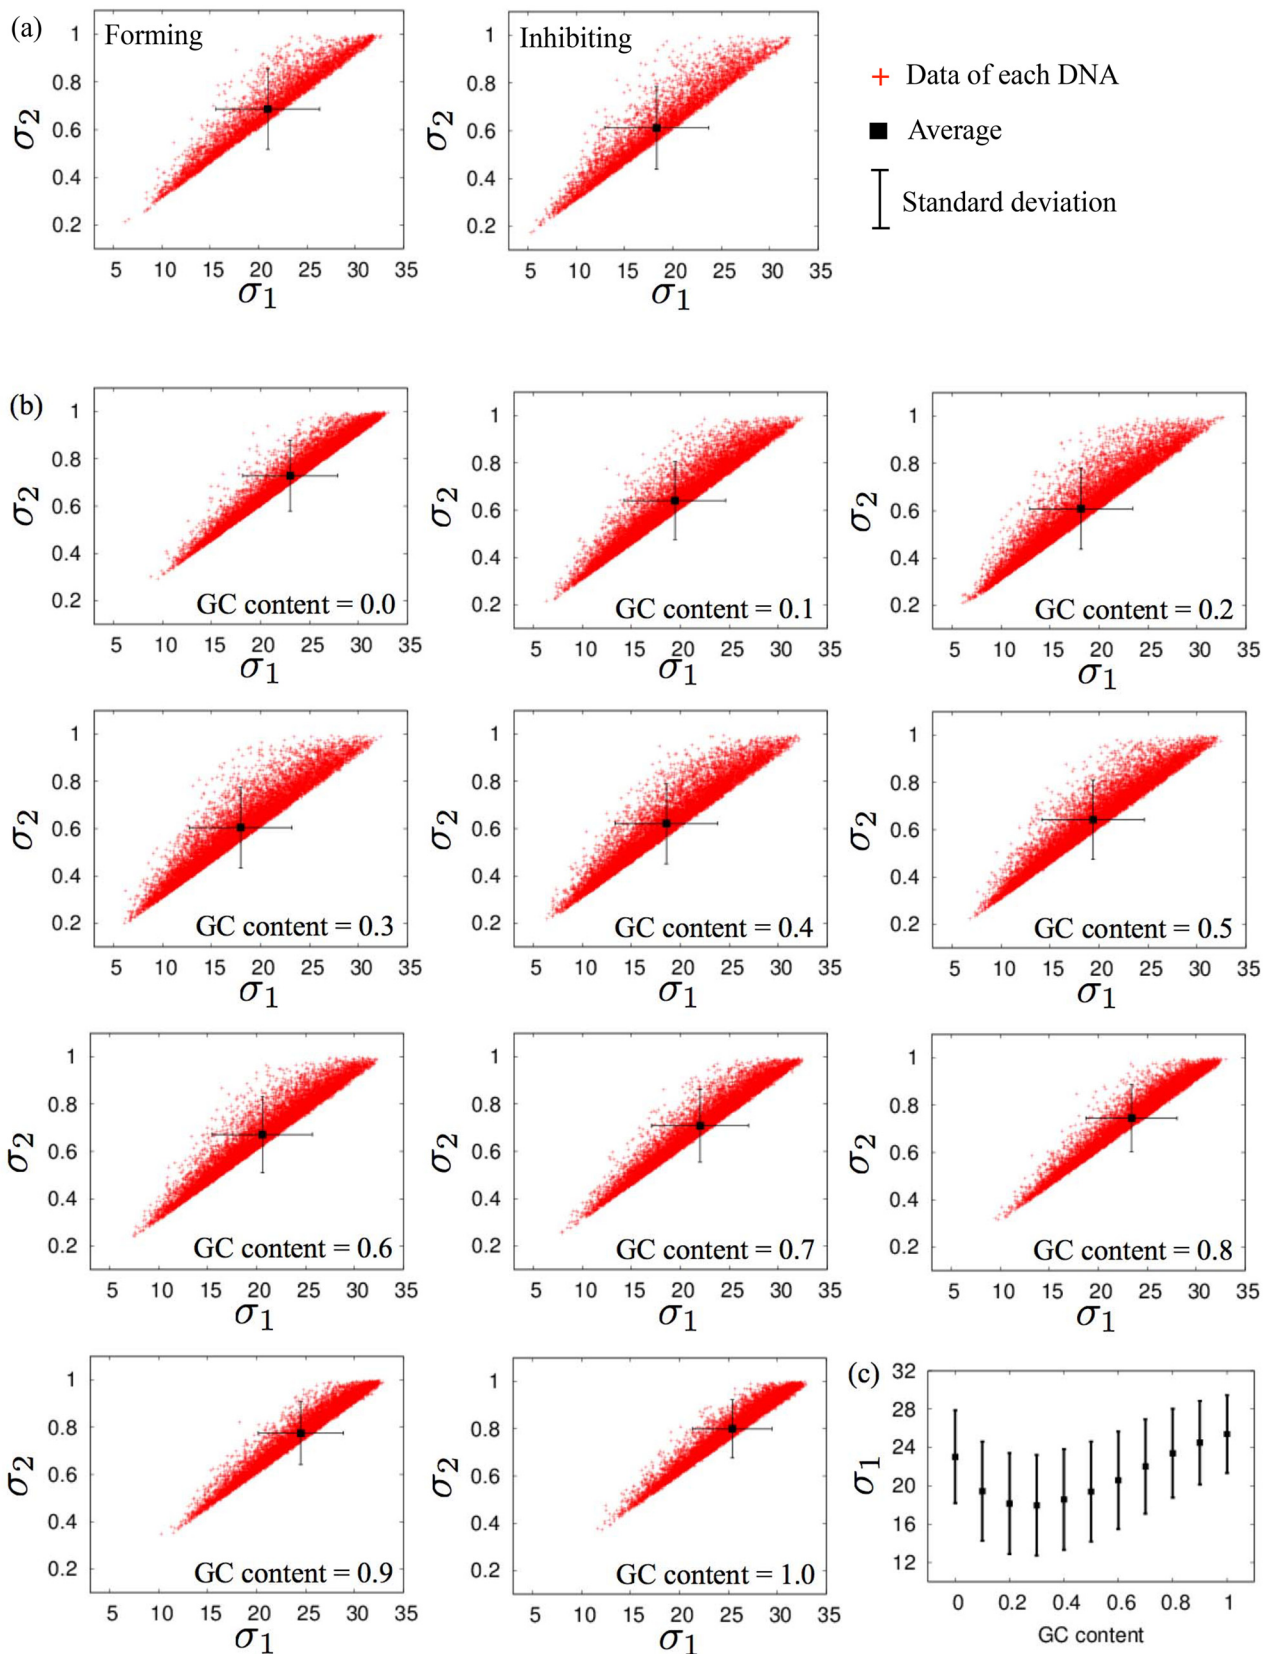 (a)
Forming
σ2
1
0.8
0.6
0.4
0.2
5 10 15 20 25 30 35
σ1
Inhibiting
σ2
1
0.8
0.6
0.4
0.2
5 10 15 20 25 30 35
σ1
Data of each DNA
Average
Standard deviation
(b)
σ2
1
0.8
0.6
0.4
0.2
GC content = 0.0
5 10 15 20 25 30 35
σ1
σ2
1
0.8
0.6
0.4
0.2
GC content = 0.1
5 10 15 20 25 30 35
σ1
σ2
1
0.8
0.6
0.4
0.2
GC content = 0.2
5 10 15 20 25 30 35
σ1
σ2
1
0.8
0.6
0.4
0.2
GC content = 0.3
5 10 15 20 25 30 35
σ1
σ2
1
0.8
0.6
0.4
0.2
GC content = 0.4
5 10 15 20 25 30 35
σ1
σ2
1
0.8
0.6
0.4
0.2
GC content = 0.5
5 10 15 20 25 30 35
σ1
σ2
1
0.8
0.6
0.4
0.2
GC content = 0.6
5 10 15 20 25 30 35
σ1
σ2
1
0.8
0.6
0.4
0.2
GC content = 0.7
5 10 15 20 25 30 35
σ1
σ2
1
0.8
0.6
0.4
0.2
GC content = 0.8
5 10 15 20 25 30 35
σ1
σ2
1
0.8
0.6
0.4
0.2
GC content = 0.9
5 10 15 20 25 30 35
σ1
σ2
1
0.8
0.6
0.4
0.2
GC content = 1.0
5 10 15 20 25 30 35
σ1
(c)
σ1
32
28
24
20
16
12
0 0.2 0.4 0.6 0.8 1
GC content